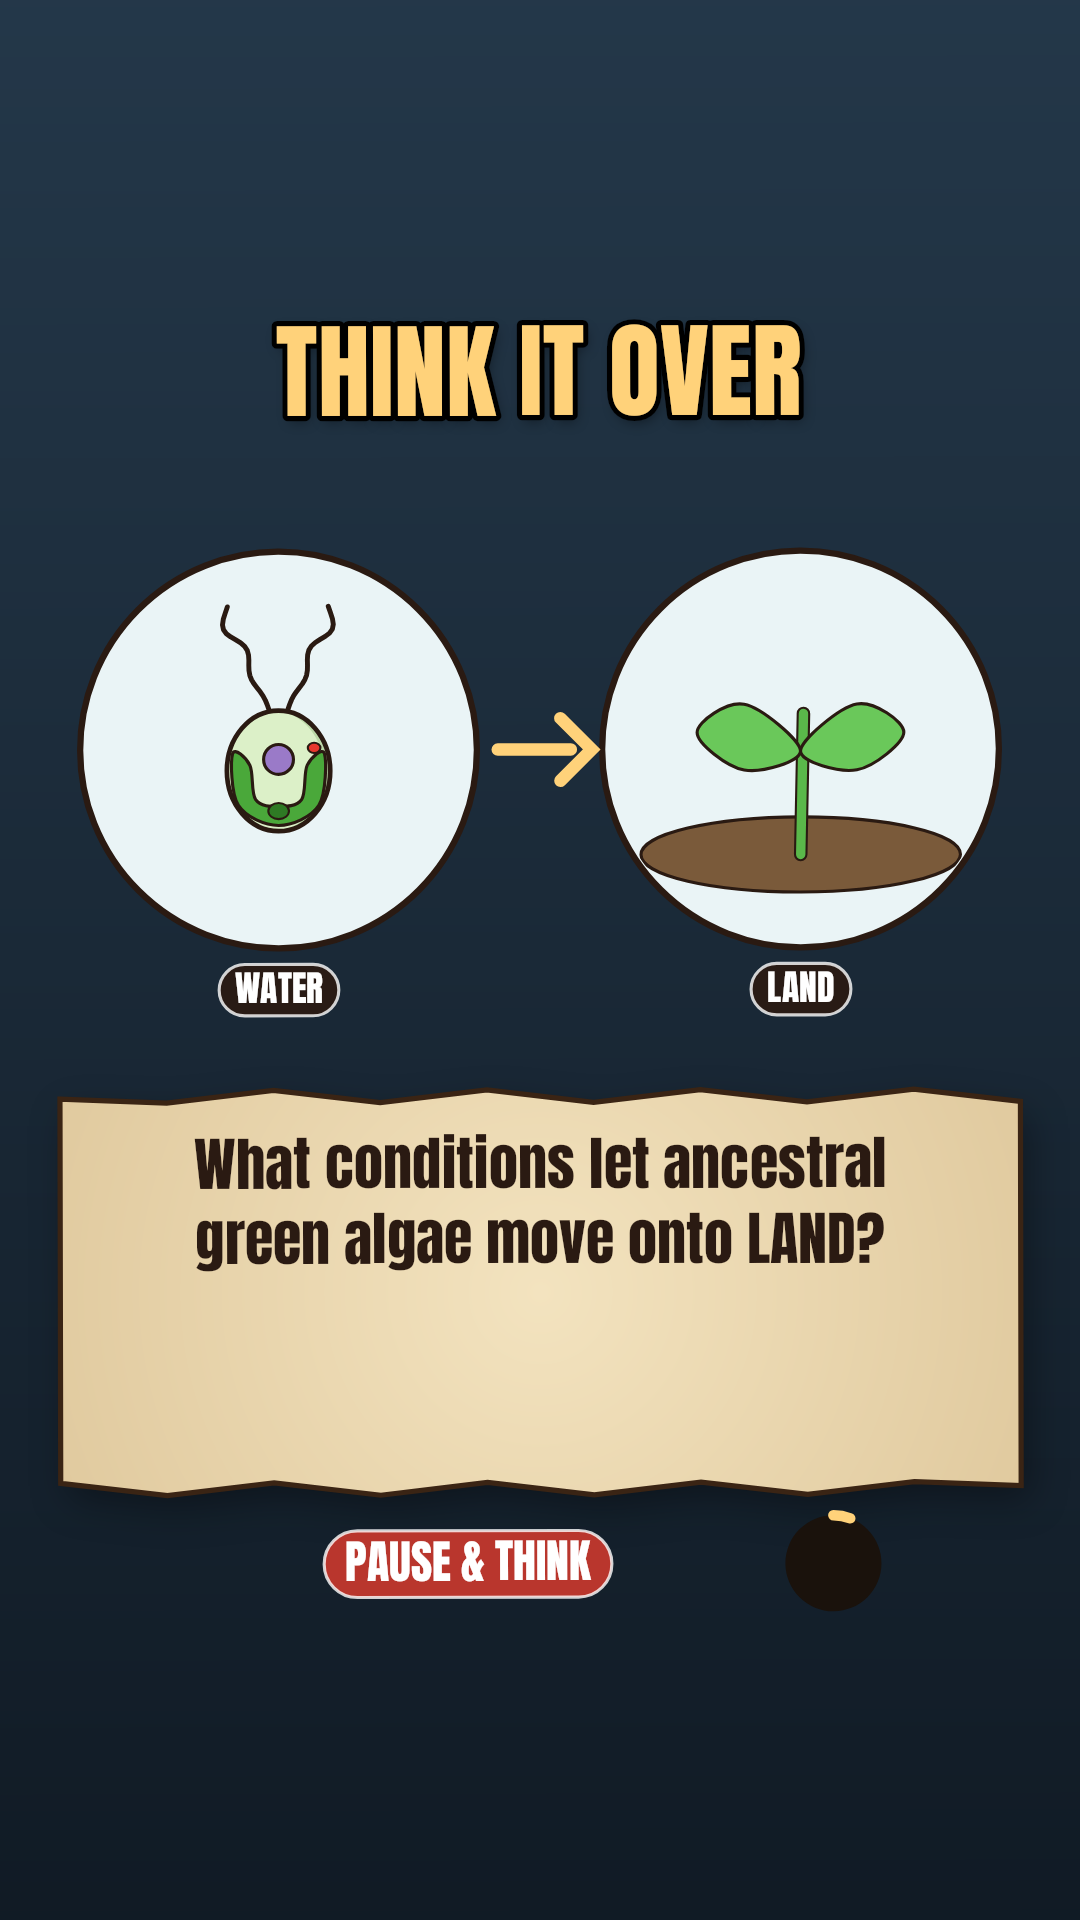 THINK IT OVER
WATER
LAND
What conditions let ancestral
green algae move onto LAND?
PAUSE & THINK